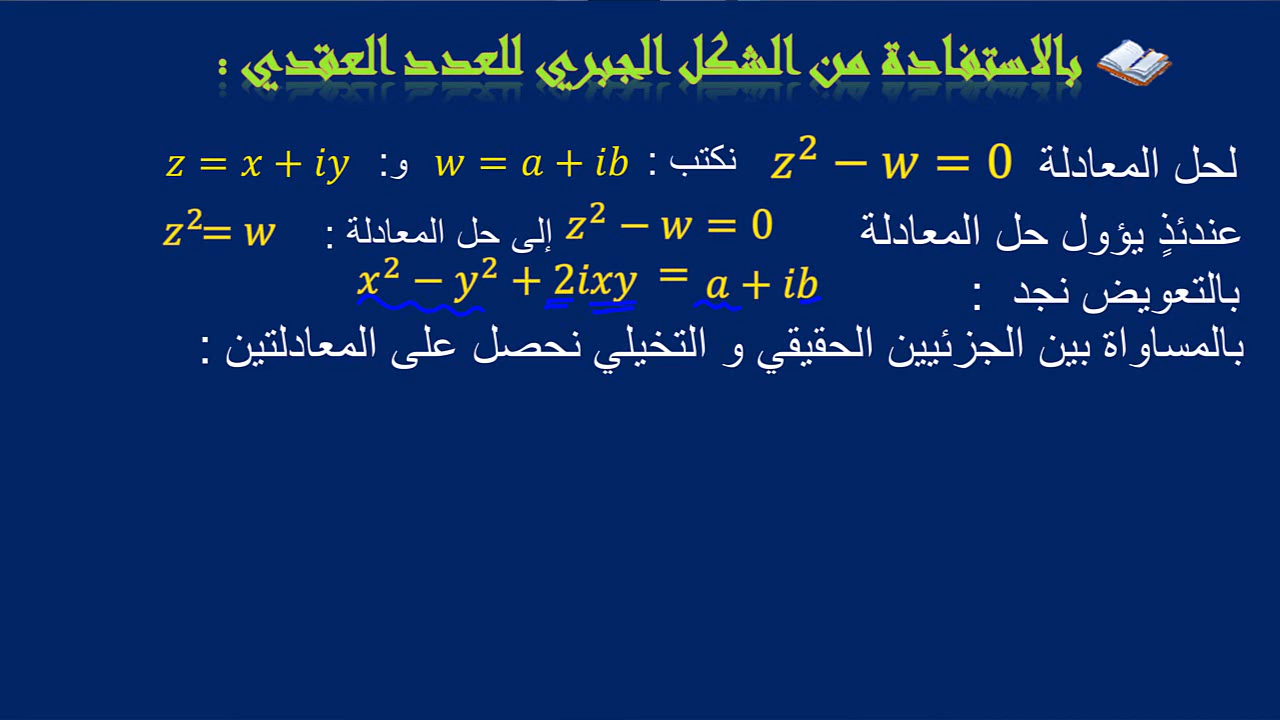 بالاستفادة من الشكل الجبري للعدد العقدي :
لحل المعادلة z² − w = 0 نكتب : w = a + ib و: z = x + iy
عندئذٍ يؤول حل المعادلة z² − w = 0 إلى حل المعادلة : z²= w
بالتعويض نجد : x² − y² + 2ixy = a + ib
بالمساواة بين الجزئيين الحقيقي و التخيلي نحصل على المعادلتين :